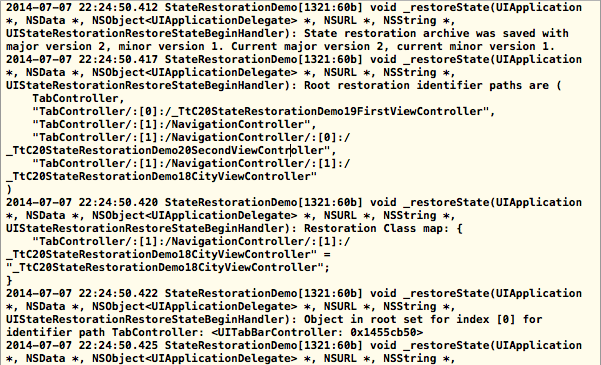 2014-07-07 22:24:50.412 StateRestorationDemo[1321:60b] void _restoreState(UIApplication
*, NSData *, NSObject<UIApplicationDelegate> *, NSURL *, NSString *,
UIStateRestorationRestoreStateBeginHandler): State restoration archive was saved with
major version 2, minor version 1. Current major version 2, current minor version 1.
2014-07-07 22:24:50.417 StateRestorationDemo[1321:60b] void _restoreState(UIApplication
*, NSData *, NSObject<UIApplicationDelegate> *, NSURL *, NSString *,
UIStateRestorationRestoreStateBeginHandler): Root restoration identifier paths are (
    TabController,
    "TabController/:[0]:/_TtC20StateRestorationDemo19FirstViewController",
    "TabController/:[1]:/NavigationController",
    "TabController/:[1]:/NavigationController/:[0]:/
_TtC20StateRestorationDemo20SecondViewController",
    "TabController/:[1]:/NavigationController/:[1]:/
_TtC20StateRestorationDemo18CityViewController"
)
2014-07-07 22:24:50.420 StateRestorationDemo[1321:60b] void _restoreState(UIApplication
*, NSData *, NSObject<UIApplicationDelegate> *, NSURL *, NSString *,
UIStateRestorationRestoreStateBeginHandler): Restoration Class map: {
    "TabController/:[1]:/NavigationController/:[1]:/
_TtC20StateRestorationDemo18CityViewController" =
"_TtC20StateRestorationDemo18CityViewController";
}
2014-07-07 22:24:50.422 StateRestorationDemo[1321:60b] void _restoreState(UIApplication
*, NSData *, NSObject<UIApplicationDelegate> *, NSURL *, NSString *,
UIStateRestorationRestoreStateBeginHandler): Object in root set for index [0] for
identifier path TabController: <UITabBarController: 0x1455cb50>
2014-07-07 22:24:50.425 StateRestorationDemo[1321:60b] void _restoreState(UIApplication
*, NSData *, NSObject<UIApplicationDelegate> *, NSURL *, NSString *,